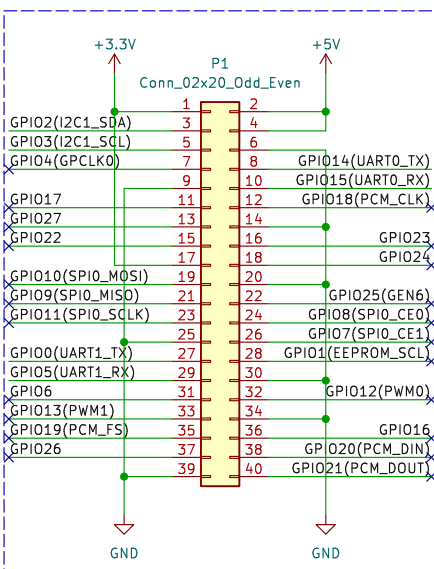 +3.3V
+5V
P1
Conn_02x20_Odd_Even
1 2
GPIO2(I2C1_SDA) 3 4
GPIO3(I2C1_SCL) 5 6
GPIO4(GPCLK0) 7 8 GPIO14(UART0_TX)
9 10 GPIO15(UART0_RX)
GPIO17 11 12 GPIO18(PCM_CLK)
GPIO27 13 14
GPIO22 15 16 GPIO23
17 18 GPIO24
GPIO10(SPI0_MOSI) 19 20
GPIO9(SPI0_MISO) 21 22 GPIO25(GEN6)
GPIO11(SPI0_SCLK) 23 24 GPIO8(SPI0_CE0)
25 26 GPIO7(SPI0_CE1)
GPIO0(UART1_TX) 27 28 GPIO1(EEPROM_SCL)
GPIO5(UART1_RX) 29 30
GPIO6 31 32 GPIO12(PWM0)
GPIO13(PWM1) 33 34
GPIO19(PCM_FS) 35 36 GPIO16
GPIO26 37 38 GPIO20(PCM_DIN)
39 40 GPIO21(PCM_DOUT)
GND
GND